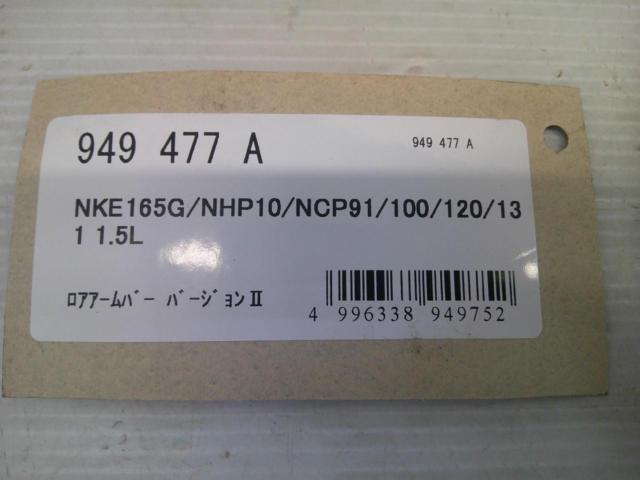 949 477 A
949 477 A
NKE165G/NHP10/NCP91/100/120/13
1 1.5L
ﾛｱｱｰﾑﾊﾞｰ ﾊﾞｰｼﾞｮﾝⅡ
4 996338 949752